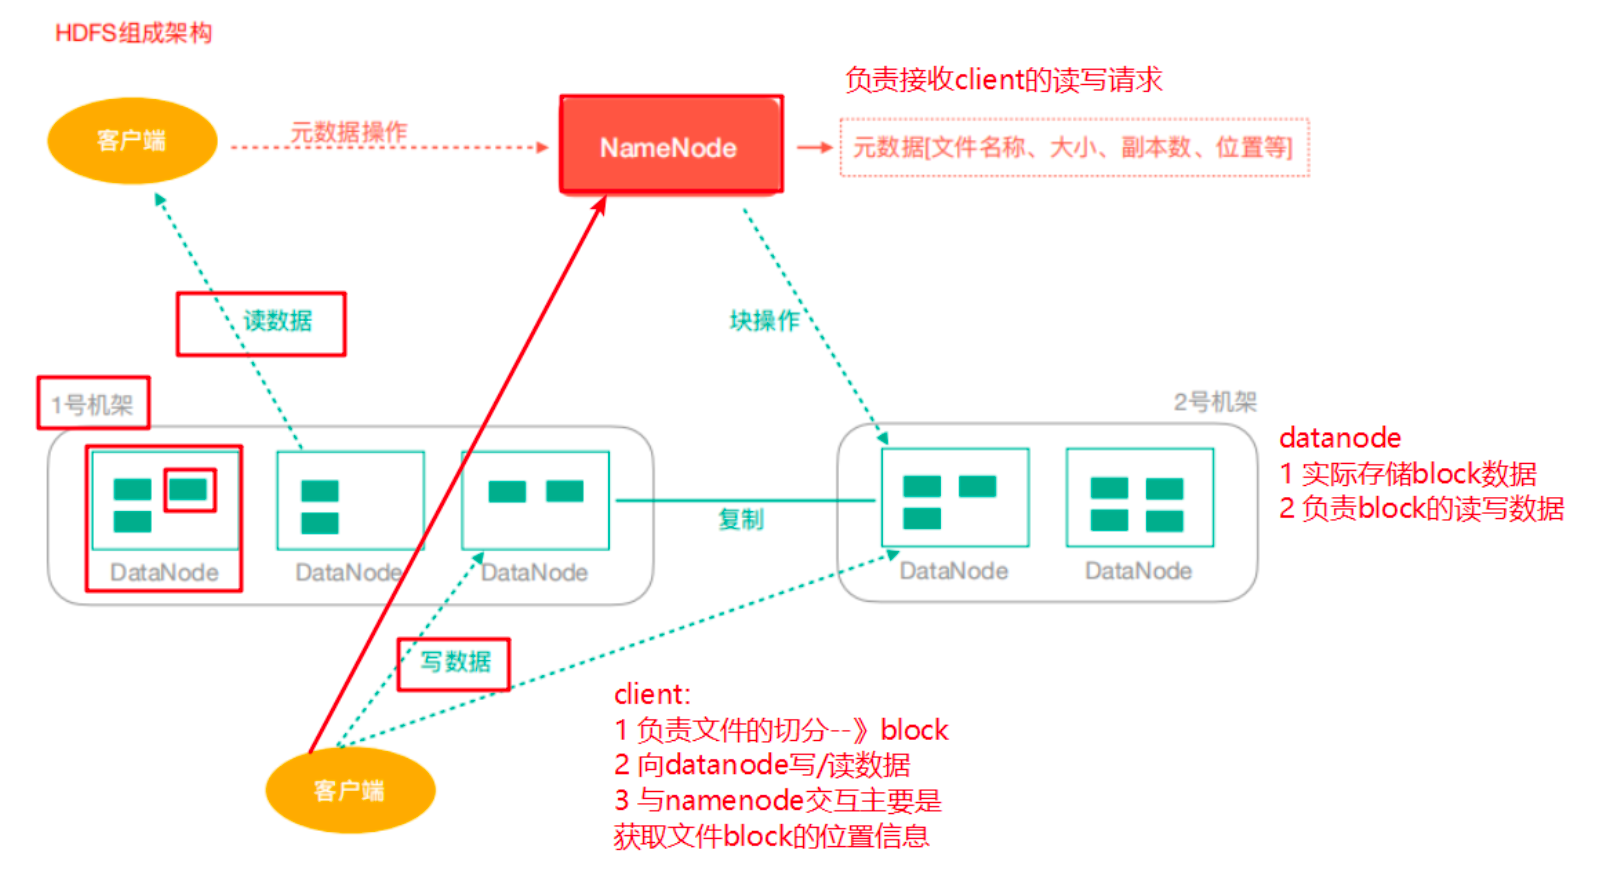 HDFS组成架构
负责接收client的读写请求
客户端
元数据操作
NameNode
元数据[文件名称、大小、副本数、位置等]
读数据
块操作
1号机架
2号机架
datanode
1 实际存储block数据
2 负责block的读写数据
复制
DataNode
DataNode
DataNode
DataNode
DataNode
写数据
client:
1 负责文件的切分--》block
2 向datanode写/读数据
3 与namenode交互主要是
获取文件block的位置信息
客户端